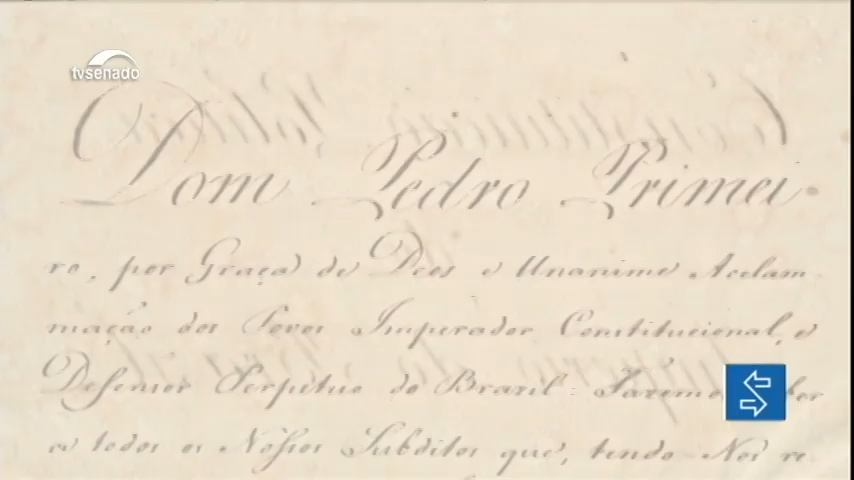 tvsenado
Dom Pedro Primei
ro, por Graça de Deos e Unanime Acclam
mação dos Povos Imperador Constitucional, e
Defensor Perpetuo do Brazil: Fazemos ber
a todos os Nossos Subditos que, tendo-Nos re